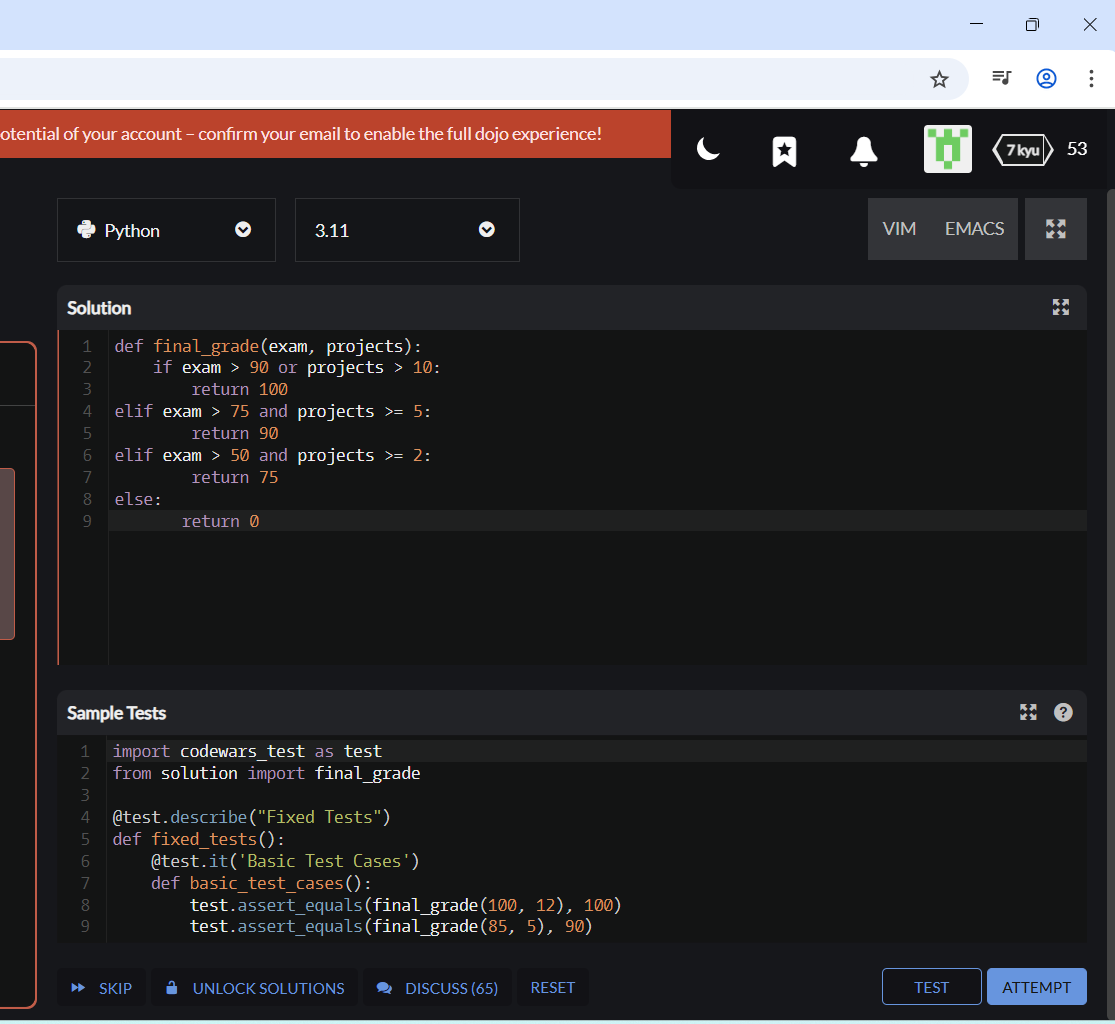 otential of your account – confirm your email to enable the full dojo experience!
7 kyu 53
Python 3.11 VIM EMACS
Solution
1 def final_grade(exam, projects):
2     if exam > 90 or projects > 10:
3         return 100
4 elif exam > 75 and projects >= 5:
5         return 90
6 elif exam > 50 and projects >= 2:
7         return 75
8 else:
9        return 0
Sample Tests
1 import codewars_test as test
2 from solution import final_grade
3
4 @test.describe("Fixed Tests")
5 def fixed_tests():
6     @test.it('Basic Test Cases')
7     def basic_test_cases():
8         test.assert_equals(final_grade(100, 12), 100)
9         test.assert_equals(final_grade(85, 5), 90)
SKIP UNLOCK SOLUTIONS DISCUSS (65) RESET TEST ATTEMPT